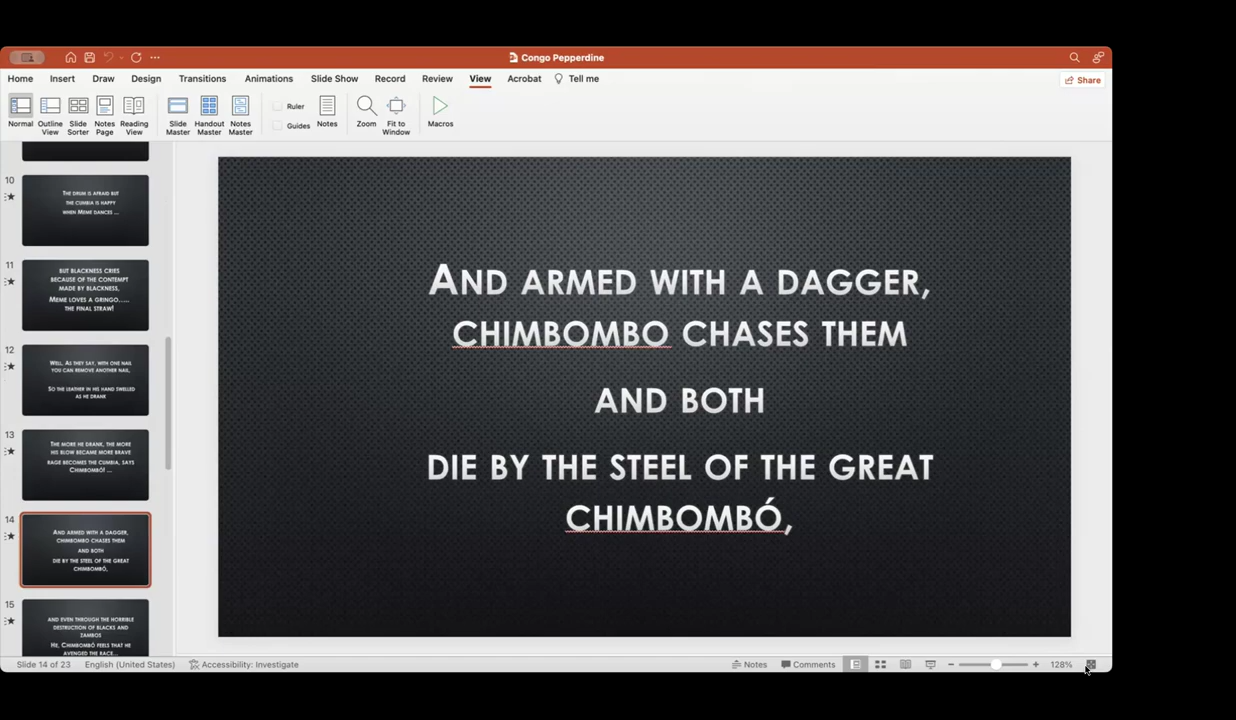 Congo Pepperdine
Home Insert Draw Design Transitions Animations Slide Show Record Review View Acrobat Tell me
Share
Normal Outline View Slide Sorter Notes Page Reading View Slide Master Handout Master Notes Master Ruler Guides Notes Zoom Fit to Window Macros
10
THE DRUM IS AFRAID BUT
THE CUMBIA IS HAPPY
WHEN MEME DANCES ...
11
BUT BLACKNESS CRIES
BECAUSE OF THE CONTEMPT
MADE BY BLACKNESS,
MEME LOVES A GRINGO.....
THE FINAL STRAW!
12
WELL, AS THEY SAY, WITH ONE NAIL
YOU CAN REMOVE ANOTHER NAIL.
SO THE LEATHER IN HIS HAND SWELLED
AS HE DRANK
13
THE MORE HE DRANK, THE MORE
HIS BLOW BECAME MORE BRAVE
RAGE BECOMES THE CUMBIA, SAYS
CHIMBOMBÓ! ...
14
AND ARMED WITH A DAGGER,
CHIMBOMBO CHASES THEM
AND BOTH
DIE BY THE STEEL OF THE GREAT
CHIMBOMBÓ,
15
AND EVEN THROUGH THE HORRIBLE
DESTRUCTION OF BLACKS AND
ZAMBOS
HE, CHIMBOMBÓ FEELS THAT HE
AVENGED THE RACE...
AND ARMED WITH A DAGGER,
CHIMBOMBO CHASES THEM
AND BOTH
DIE BY THE STEEL OF THE GREAT
CHIMBOMBÓ,
Slide 14 of 23 English (United States) Accessibility: Investigate Notes Comments 128%